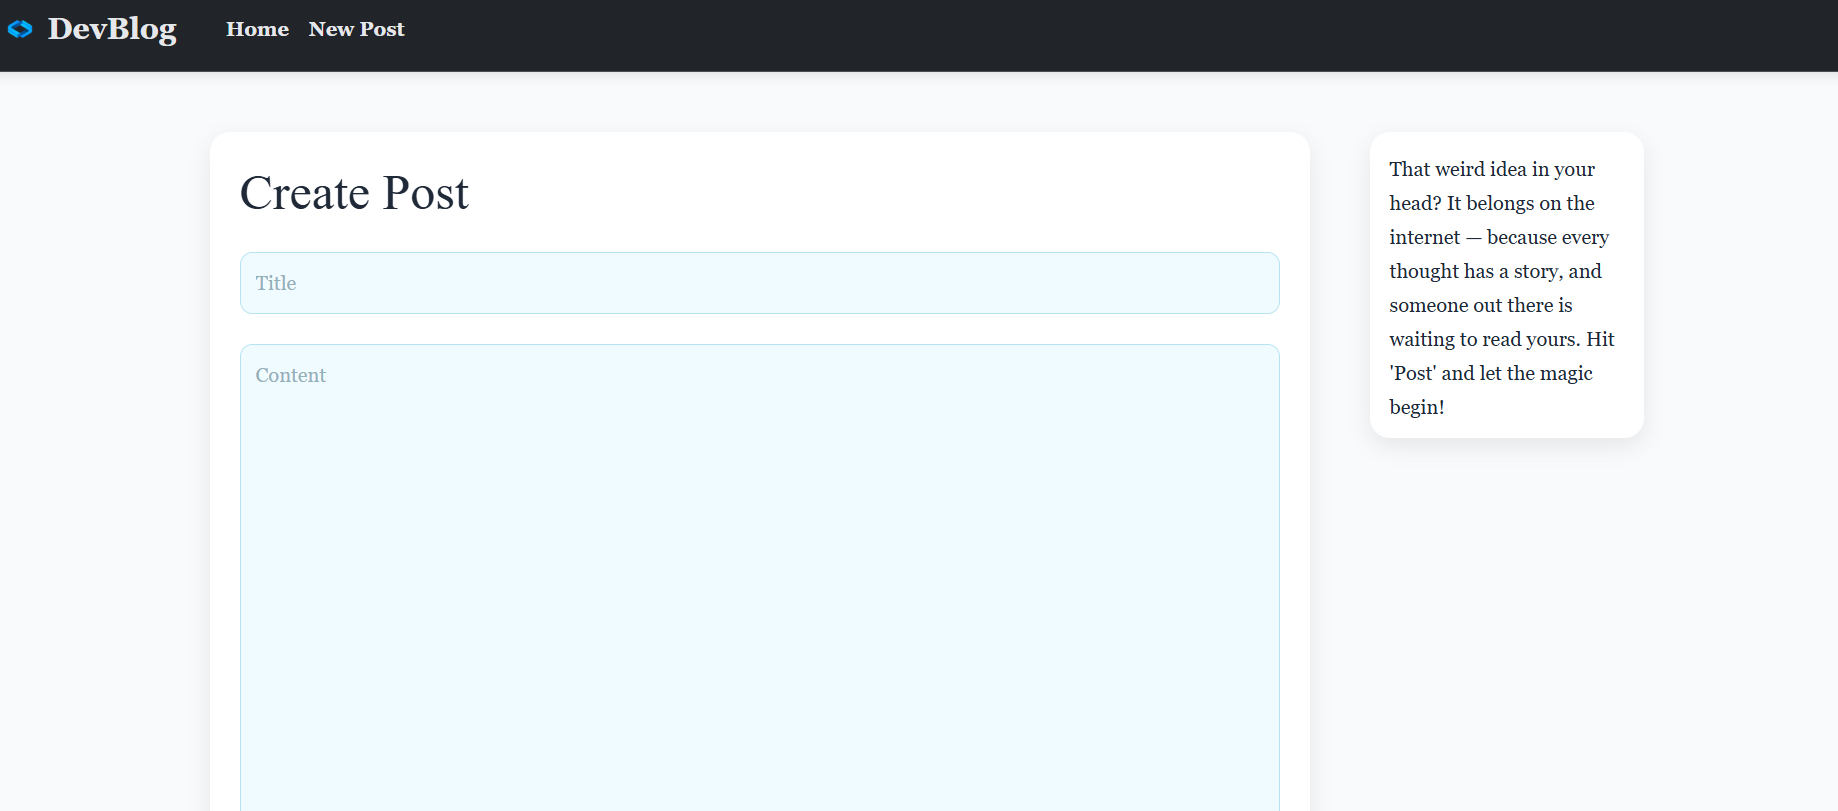 DevBlog
Home
New Post
Create Post
Title
Content
That weird idea in your
head? It belongs on the
internet — because every
thought has a story, and
someone out there is
waiting to read yours. Hit
'Post' and let the magic
begin!